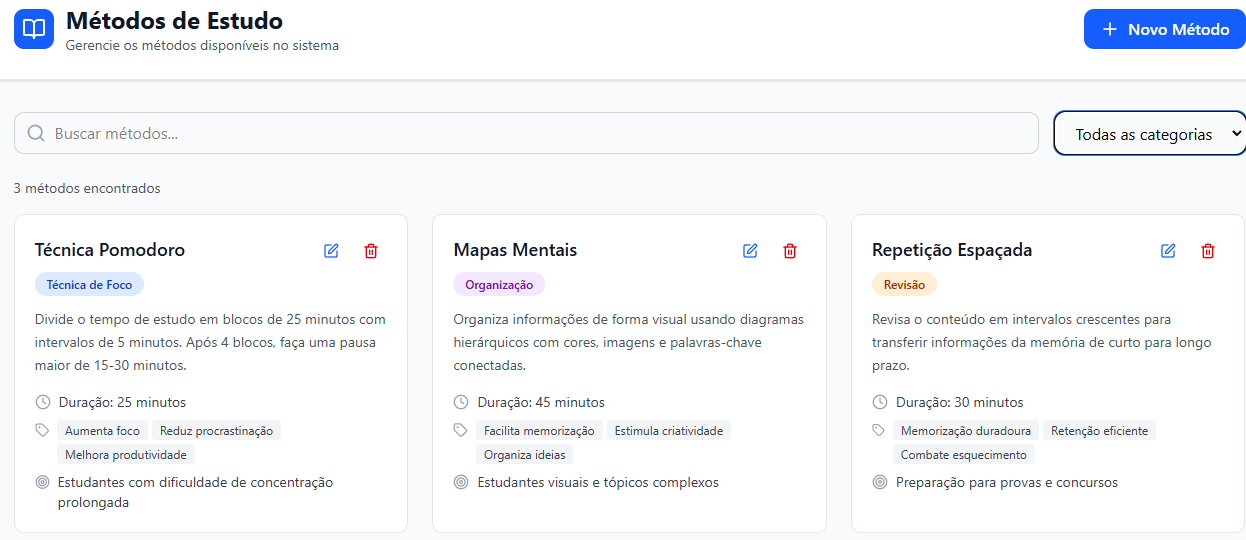 Métodos de Estudo
Gerencie os métodos disponíveis no sistema
Novo Método
Buscar métodos...
Todas as categorias
3 métodos encontrados
Técnica Pomodoro
Técnica de Foco
Divide o tempo de estudo em blocos de 25 minutos com
intervalos de 5 minutos. Após 4 blocos, faça uma pausa
maior de 15-30 minutos.
Duração: 25 minutos
Aumenta foco
Reduz procrastinação
Melhora produtividade
Estudantes com dificuldade de concentração
prolongada
Mapas Mentais
Organização
Organiza informações de forma visual usando diagramas
hierárquicos com cores, imagens e palavras-chave
conectadas.
Duração: 45 minutos
Facilita memorização
Estimula criatividade
Organiza ideias
Estudantes visuais e tópicos complexos
Repetição Espaçada
Revisão
Revisa o conteúdo em intervalos crescentes para
transferir informações da memória de curto para longo
prazo.
Duração: 30 minutos
Memorização duradoura
Retenção eficiente
Combate esquecimento
Preparação para provas e concursos